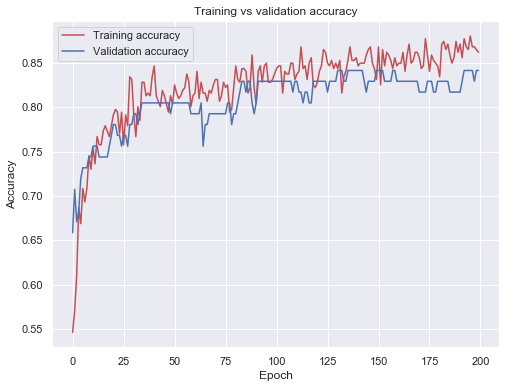 Training vs validation accuracy
Training accuracy
Validation accuracy
0.85
0.80
0.75
0.70
0.65
0.60
0.55
Accuracy
0 25 50 75 100 125 150 175 200
Epoch